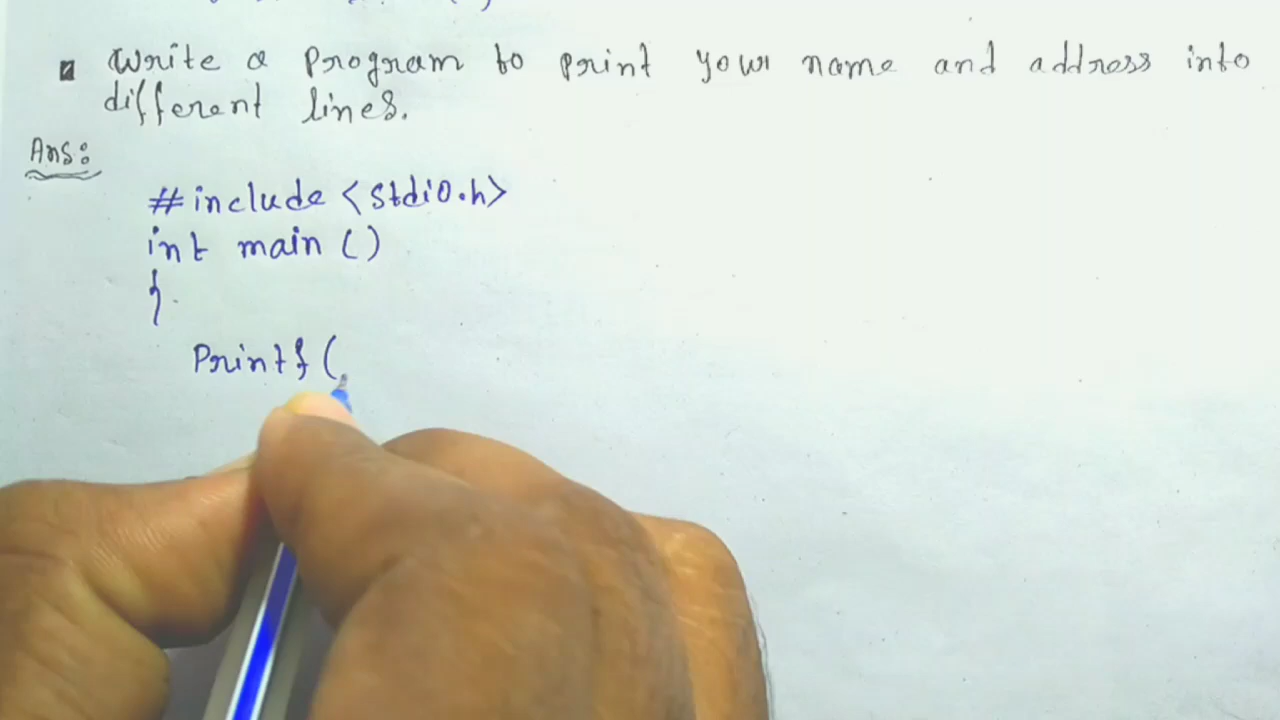 Write a program to print your name and address into
different lines.
Ans:
#include <stdio.h>
int main ()
{
Printf (